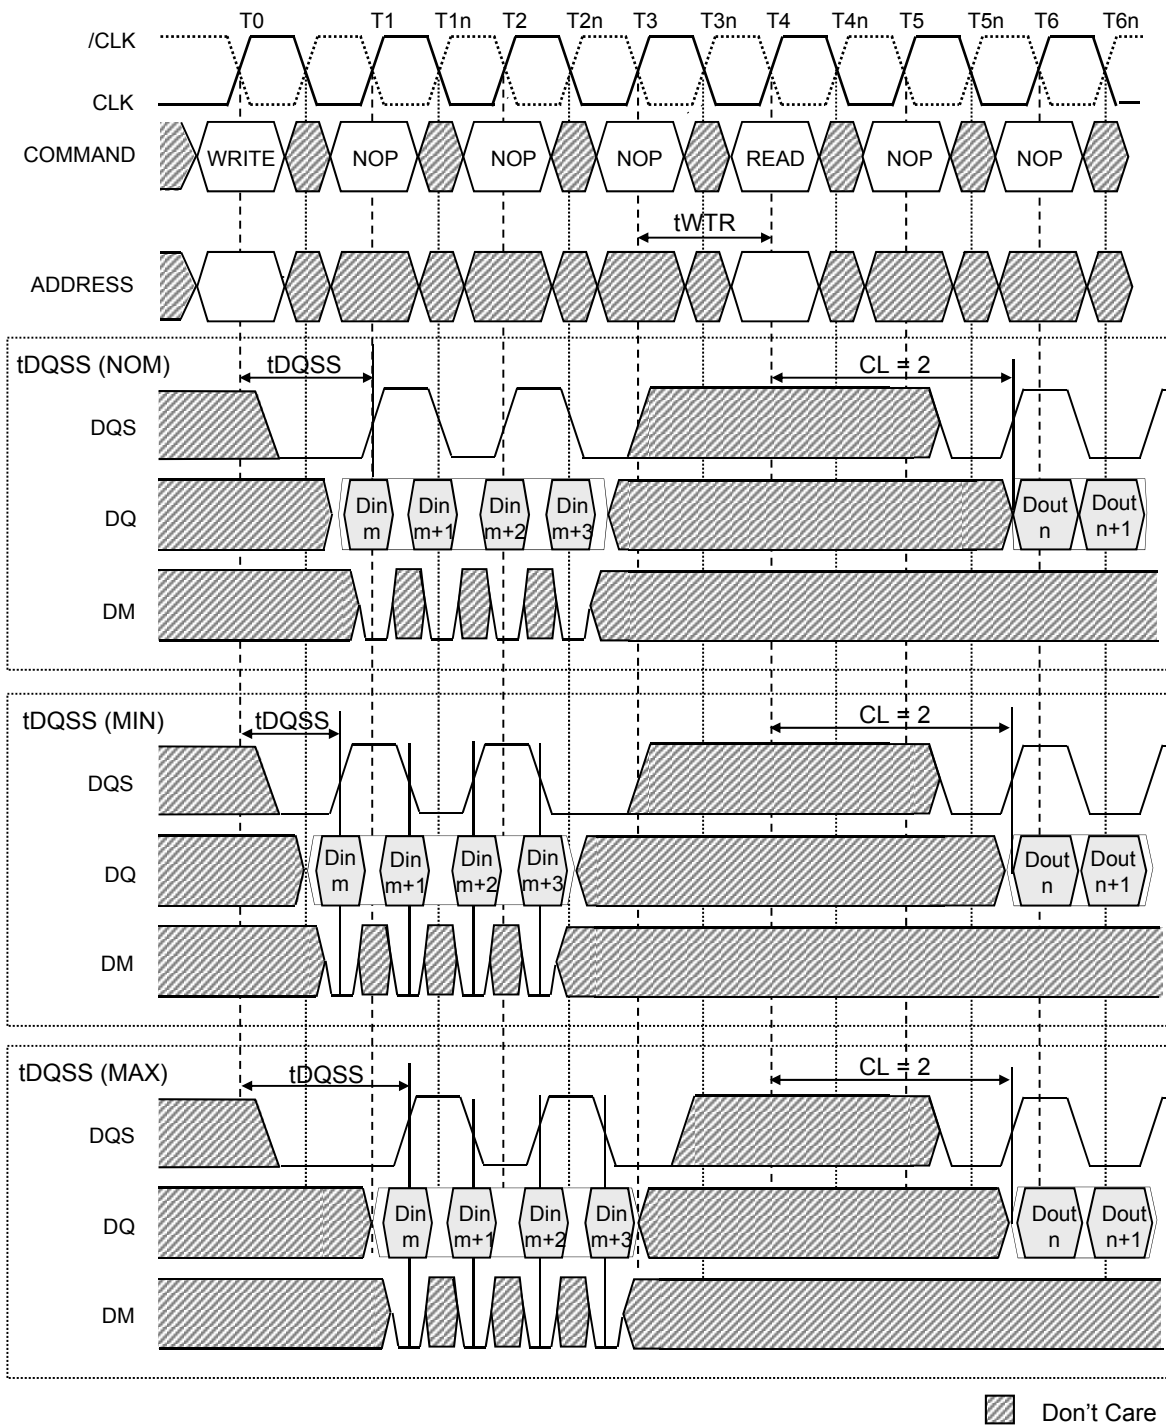 T0 T1 T1n T2 T2n T3 T3n T4 T4n T5 T5n T6 T6n
/CLK
CLK
COMMAND WRITE NOP NOP NOP READ NOP NOP
tWTR
ADDRESS
tDQSS (NOM) tDQSS CL = 2
DQS
DQ Din m Din m+1 Din m+2 Din m+3 Dout n Dout n+1
DM
tDQSS (MIN) tDQSS CL = 2
DQS
DQ Din m Din m+1 Din m+2 Din m+3 Dout n Dout n+1
DM
tDQSS (MAX) tDQSS CL = 2
DQS
DQ Din m Din m+1 Din m+2 Din m+3 Dout n Dout n+1
DM
Don't Care